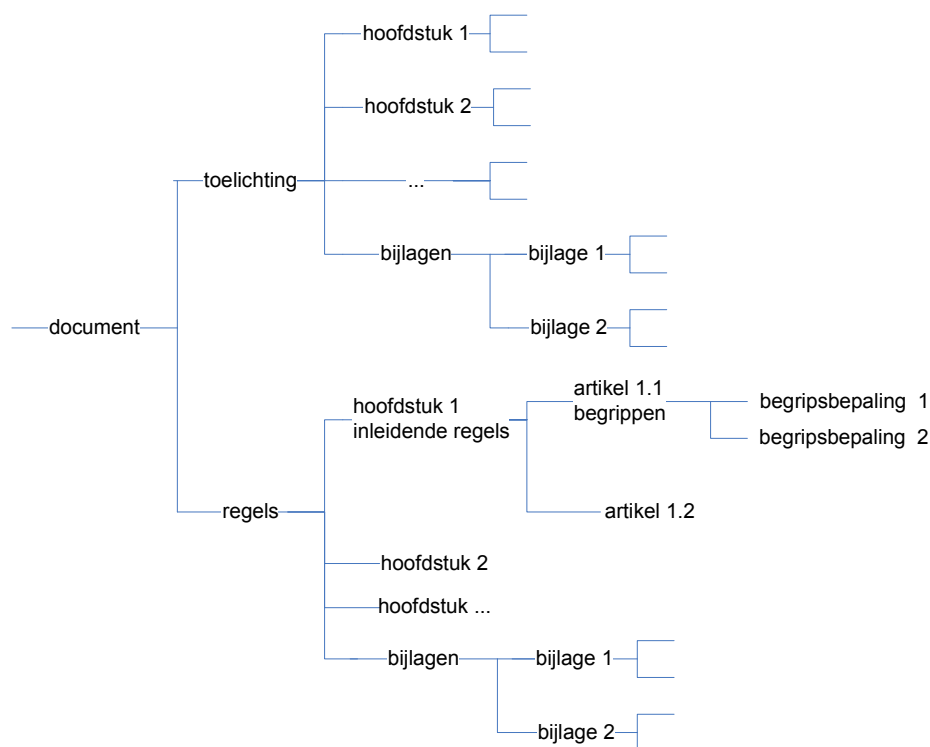 hoofdstuk 1
hoofdstuk 2
toelichting
...
bijlagen
bijlage 1
bijlage 2
document
hoofdstuk 1
inleidende regels
artikel 1.1
begrippen
begripsbepaling 1
begripsbepaling 2
artikel 1.2
regels
hoofdstuk 2
hoofdstuk ...
bijlagen
bijlage 1
bijlage 2